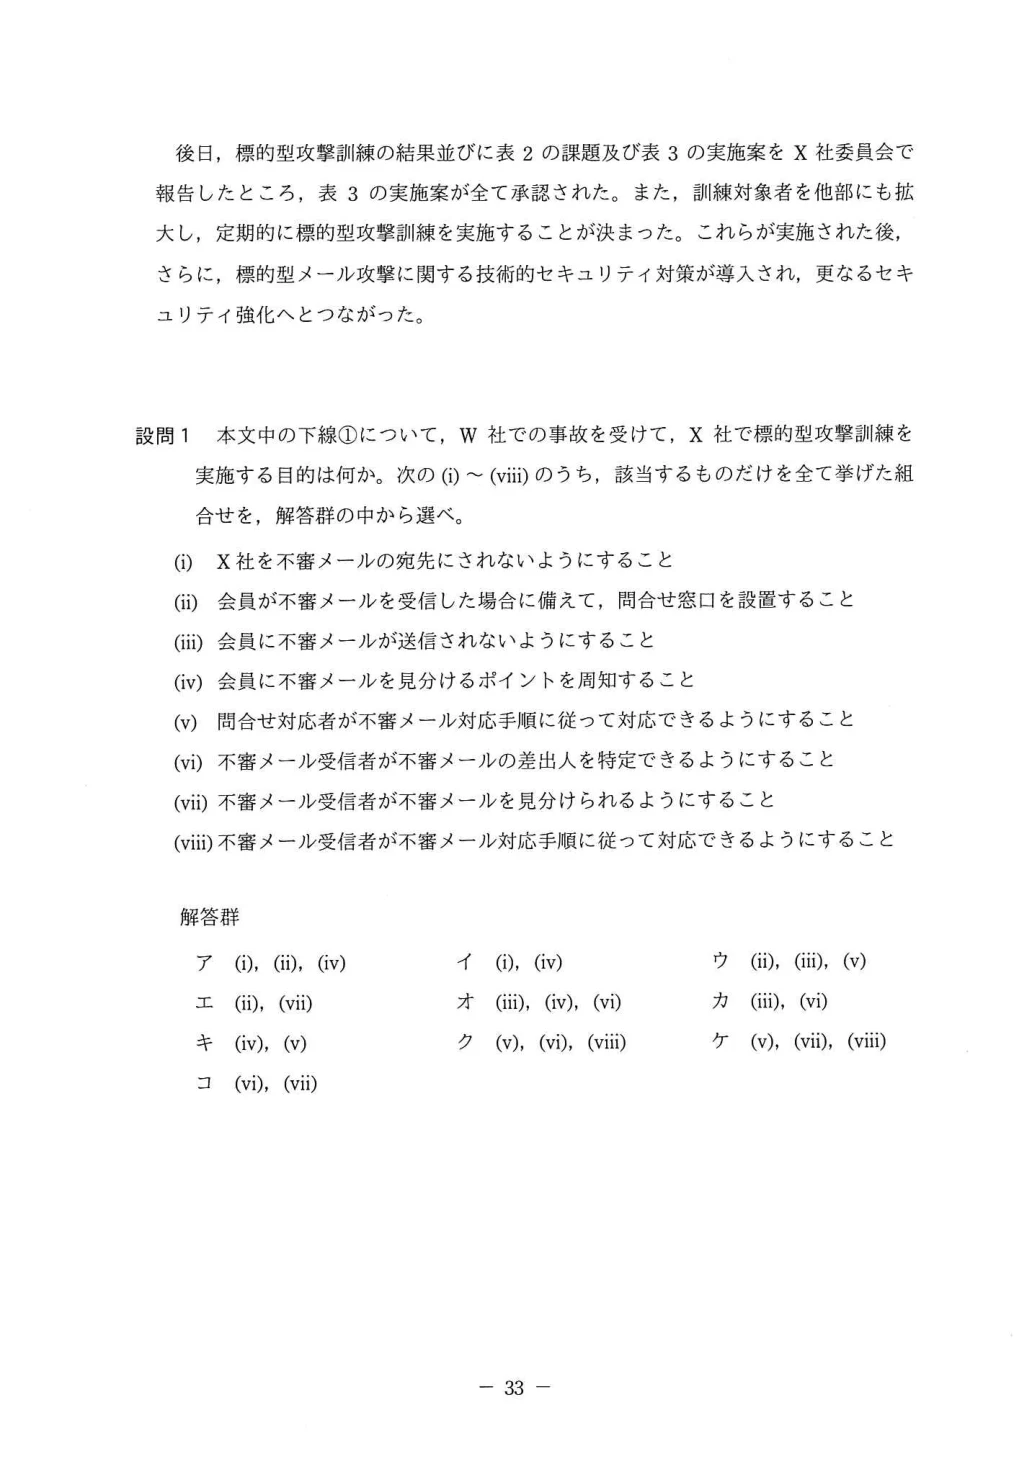 後日，標的型攻撃訓練の結果並びに表 2 の課題及び表 3 の実施案を X 社委員会で
報告したところ，表 3 の実施案が全て承認された。また，訓練対象者を他部にも拡
大し，定期的に標的型攻撃訓練を実施することが決まった。これらが実施された後，
さらに，標的型メール攻撃に関する技術的セキュリティ対策が導入され，更なるセキ
ュリティ強化へとつながった。
設問 1 本文中の下線①について，W 社での事故を受けて，X 社で標的型攻撃訓練を
実施する目的は何か。次の (i) ～ (viii) のうち，該当するものだけを全て挙げた組
合せを，解答群の中から選べ。
(i) X 社を不審メールの宛先にされないようにすること
(ii) 会員が不審メールを受信した場合に備えて，問合せ窓口を設置すること
(iii) 会員に不審メールが送信されないようにすること
(iv) 会員に不審メールを見分けるポイントを周知すること
(v) 問合せ対応者が不審メール対応手順に従って対応できるようにすること
(vi) 不審メール受信者が不審メールの差出人を特定できるようにすること
(vii) 不審メール受信者が不審メールを見分けられるようにすること
(viii) 不審メール受信者が不審メール対応手順に従って対応できるようにすること
解答群
ア (i), (ii), (iv) イ (i), (iv) ウ (ii), (iii), (v)
エ (ii), (vii) オ (iii), (iv), (vi) カ (iii), (vi)
キ (iv), (v) ク (v), (vi), (viii) ケ (v), (vii), (viii)
コ (vi), (vii)
－ 33 －